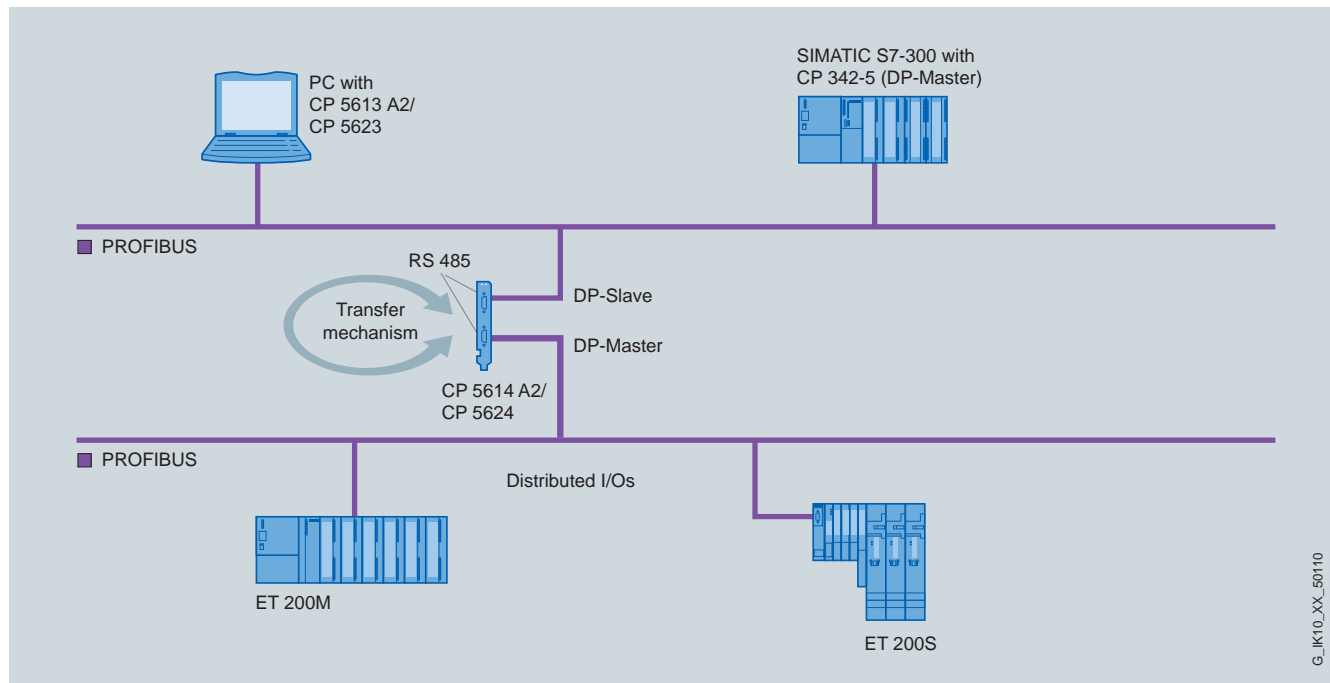 PC with
CP 5613 A2/
CP 5623
SIMATIC S7-300 with
CP 342-5 (DP-Master)
PROFIBUS
RS 485
DP-Slave
Transfer
mechanism
DP-Master
CP 5614 A2/
CP 5624
PROFIBUS
Distributed I/Os
ET 200M
ET 200S
G_IK10_XX_50110